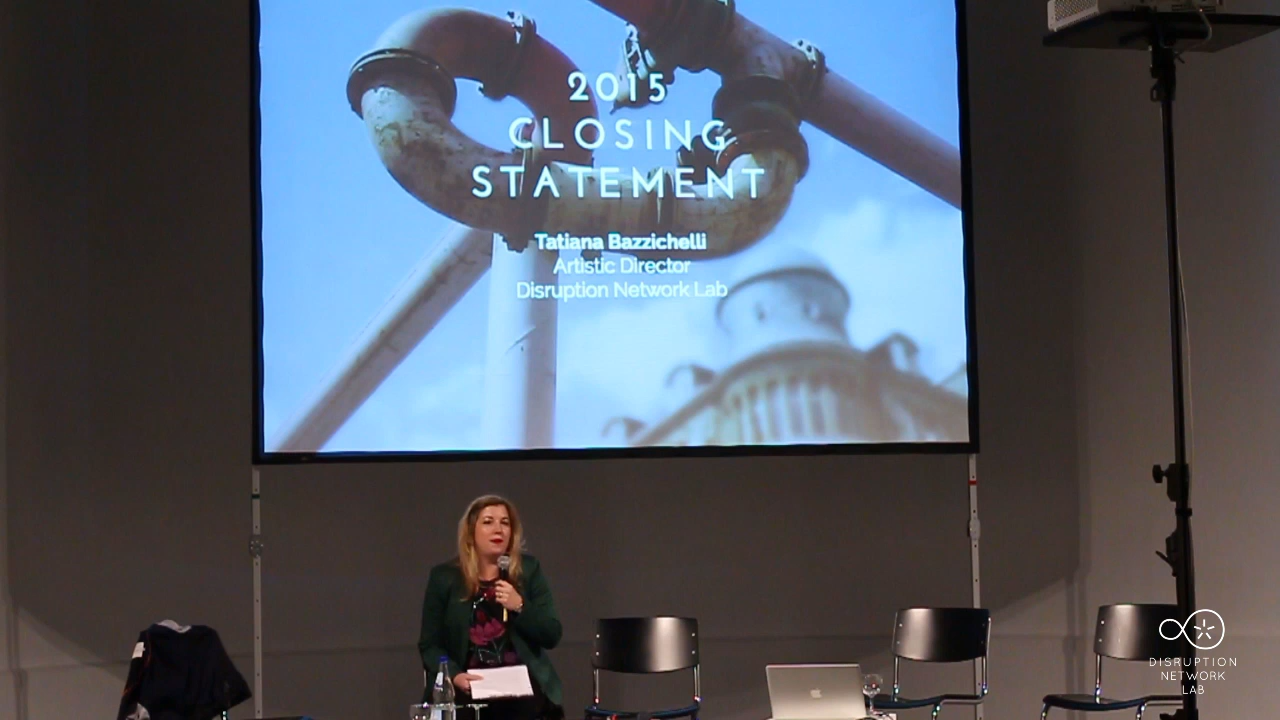 2015
CLOSING
STATEMENT
Tatiana Bazzichelli
Artistic Director
Disruption Network Lab
DISRUPTION
NETWORK
LAB